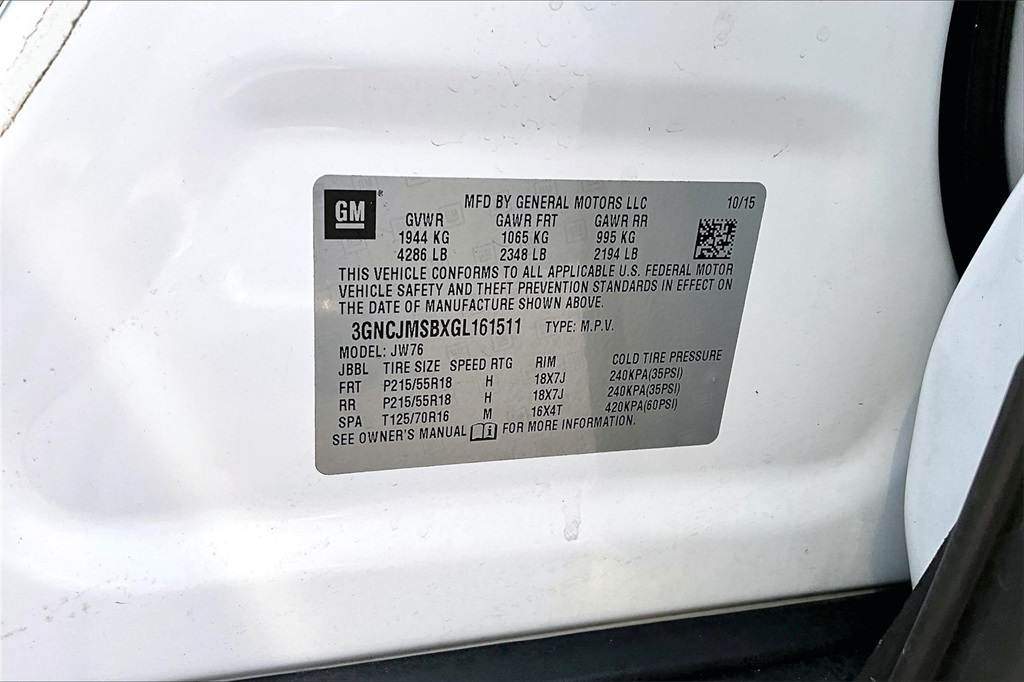 GM® MFD BY GENERAL MOTORS LLC 10/15
GVWR GAWR FRT GAWR RR
1944 KG 1065 KG 995 KG
4286 LB 2348 LB 2194 LB
THIS VEHICLE CONFORMS TO ALL APPLICABLE U.S. FEDERAL MOTOR
VEHICLE SAFETY AND THEFT PREVENTION STANDARDS IN EFFECT ON
THE DATE OF MANUFACTURE SHOWN ABOVE.
3GNCJMSBXGL161511 TYPE: M.P.V.
MODEL: JW76
JBBL TIRE SIZE SPEED RTG RIM COLD TIRE PRESSURE
FRT P215/55R18 H 18X7J 240KPA(35PSI)
RR P215/55R18 H 18X7J 240KPA(35PSI)
SPA T125/70R16 M 16X4T 420KPA(60PSI)
SEE OWNER'S MANUAL FOR MORE INFORMATION.